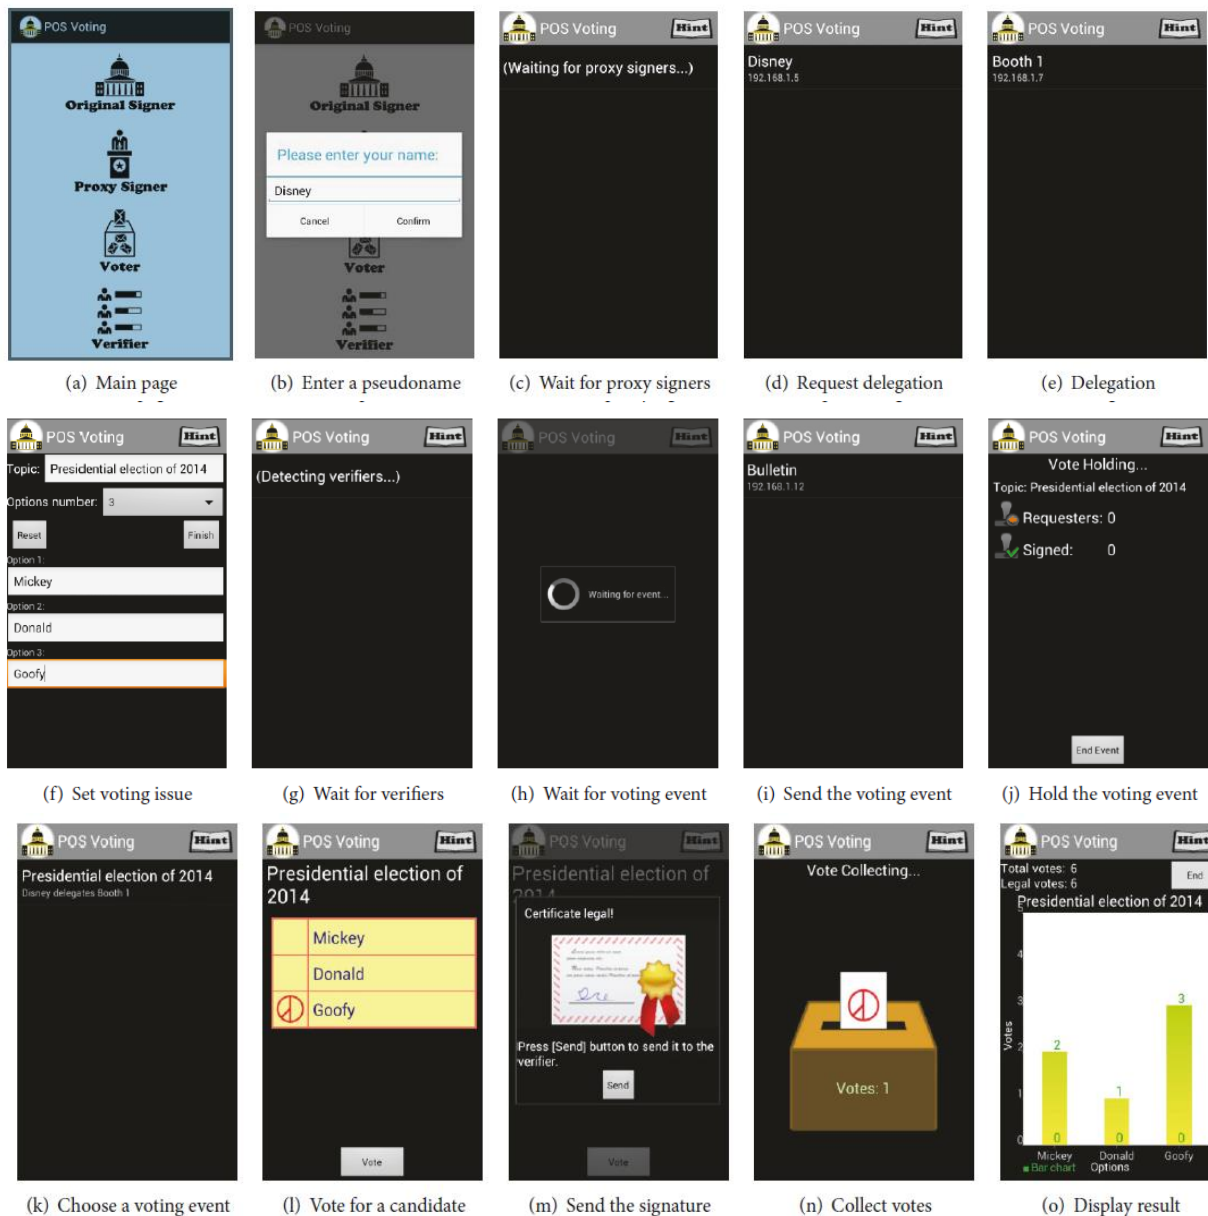 POS Voting
Original Signer
Proxy Signer
Voter
Verifier
(a) Main page
POS Voting
Original Signer
Please enter your name:
Disney
Cancel Confirm
Voter
Verifier
(b) Enter a pseudoname
POS Voting Hint
(Waiting for proxy signers...)
(c) Wait for proxy signers
POS Voting Hint
Disney
192.168.1.5
(d) Request delegation
POS Voting Hint
Booth 1
192.168.1.7
(e) Delegation
POS Voting Hint
Topic: Presidential election of 2014
Options number: 3
Reset Finish
Option 1:
Mickey
Option 2:
Donald
Option 3:
Goofy
(f) Set voting issue
POS Voting Hint
(Detecting verifiers...)
(g) Wait for verifiers
POS Voting Hint
Waiting for event...
(h) Wait for voting event
POS Voting Hint
Bulletin
192.168.1.12
(i) Send the voting event
POS Voting Hint
Vote Holding...
Topic: Presidential election of 2014
Requesters: 0
Signed: 0
End Event
(j) Hold the voting event
POS Voting Hint
Presidential election of 2014
Disney delegates Booth 1
(k) Choose a voting event
POS Voting Hint
Presidential election of
2014
Mickey
Donald
Goofy
Vote
(l) Vote for a candidate
POS Voting Hint
Presidential election of
2014
Certificate legal!
Press [Send] button to send it to the
verifier.
Send
Vote
(m) Send the signature
POS Voting Hint
Vote Collecting...
Votes: 1
(n) Collect votes
POS Voting Hint
Total votes: 6
Legal votes: 6
End
Presidential election of 2014
5
4
3
2
1
0
Votes
2
1
3
0 0 0
Mickey Donald Goofy
Bar chart Options
(o) Display result